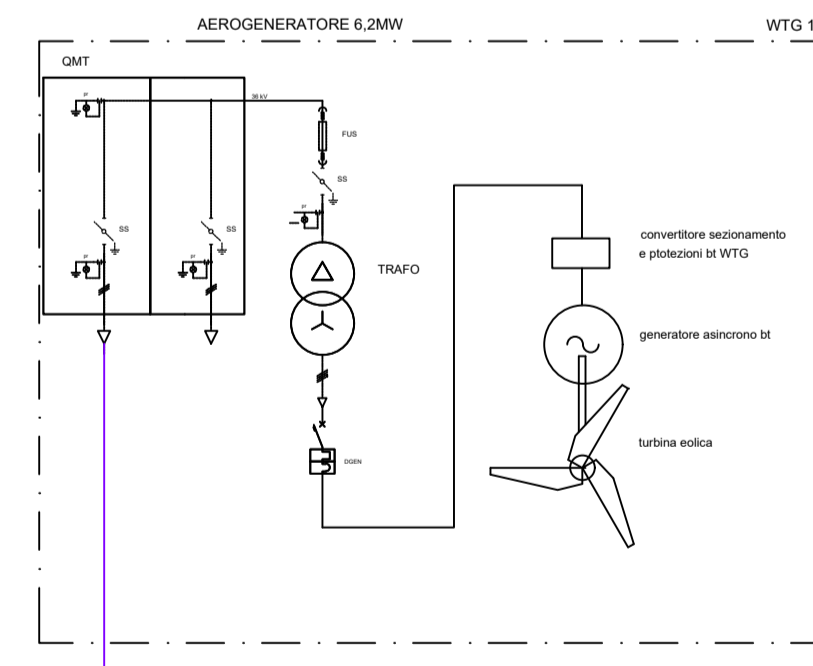 AEROGENERATORE 6,2MW
WTG 1
QMT
36 kV
FUS
SS
SS
SS
TRAFO
convertitore sezionamento
e ptotezioni bt WTG
generatore asincrono bt
turbina eolica
DGEN